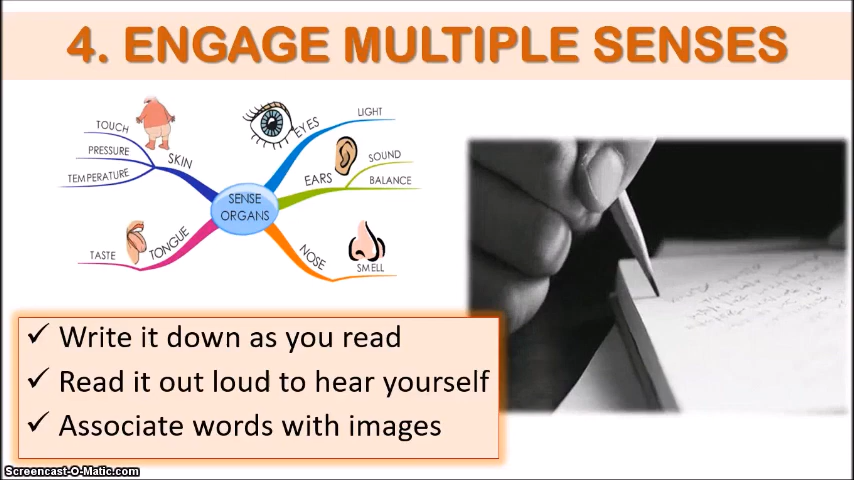 4. ENGAGE MULTIPLE SENSES
TOUCH
PRESSURE
TEMPERATURE
SKIN
EYES
LIGHT
EARS
SOUND
BALANCE
SENSE
ORGANS
TASTE
TONGUE
NOSE
SMELL
✓ Write it down as you read
✓ Read it out loud to hear yourself
✓ Associate words with images
Screencast-O-Matic.com